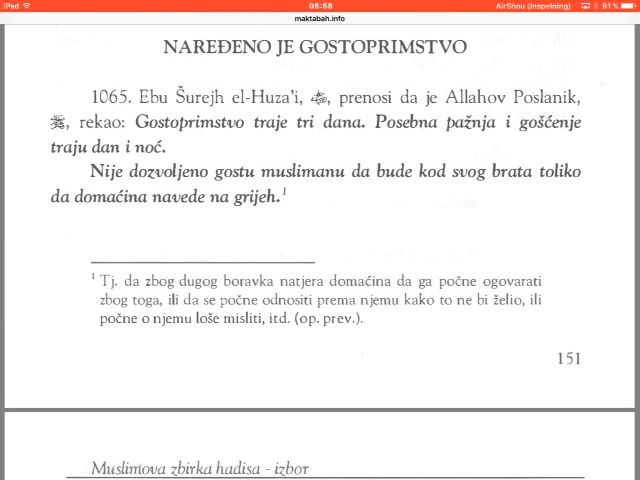 iPad
05:58
AirShou (Inspelning)
91 %
maktabah.info
NAREĐENO JE GOSTOPRIMSTVO
1065. Ebu Šurejh el-Huza'i, , prenosi da je Allahov Poslanik,
ﷺ, rekao: Gostoprimstvo traje tri dana. Posebna pažnja i gošćenje
traju dan i noć.
Nije dozvoljeno gostu muslimanu da bude kod svog brata toliko
da domaćina navede na grijeh.¹
¹ Tj. da zbog dugog boravka natjera domaćina da ga počne ogovarati
zbog toga, ili da se počne odnositi prema njemu kako to ne bi želio, ili
počne o njemu loše misliti, itd. (op. prev.).
151
Muslimova zbirka hadisa - izbor